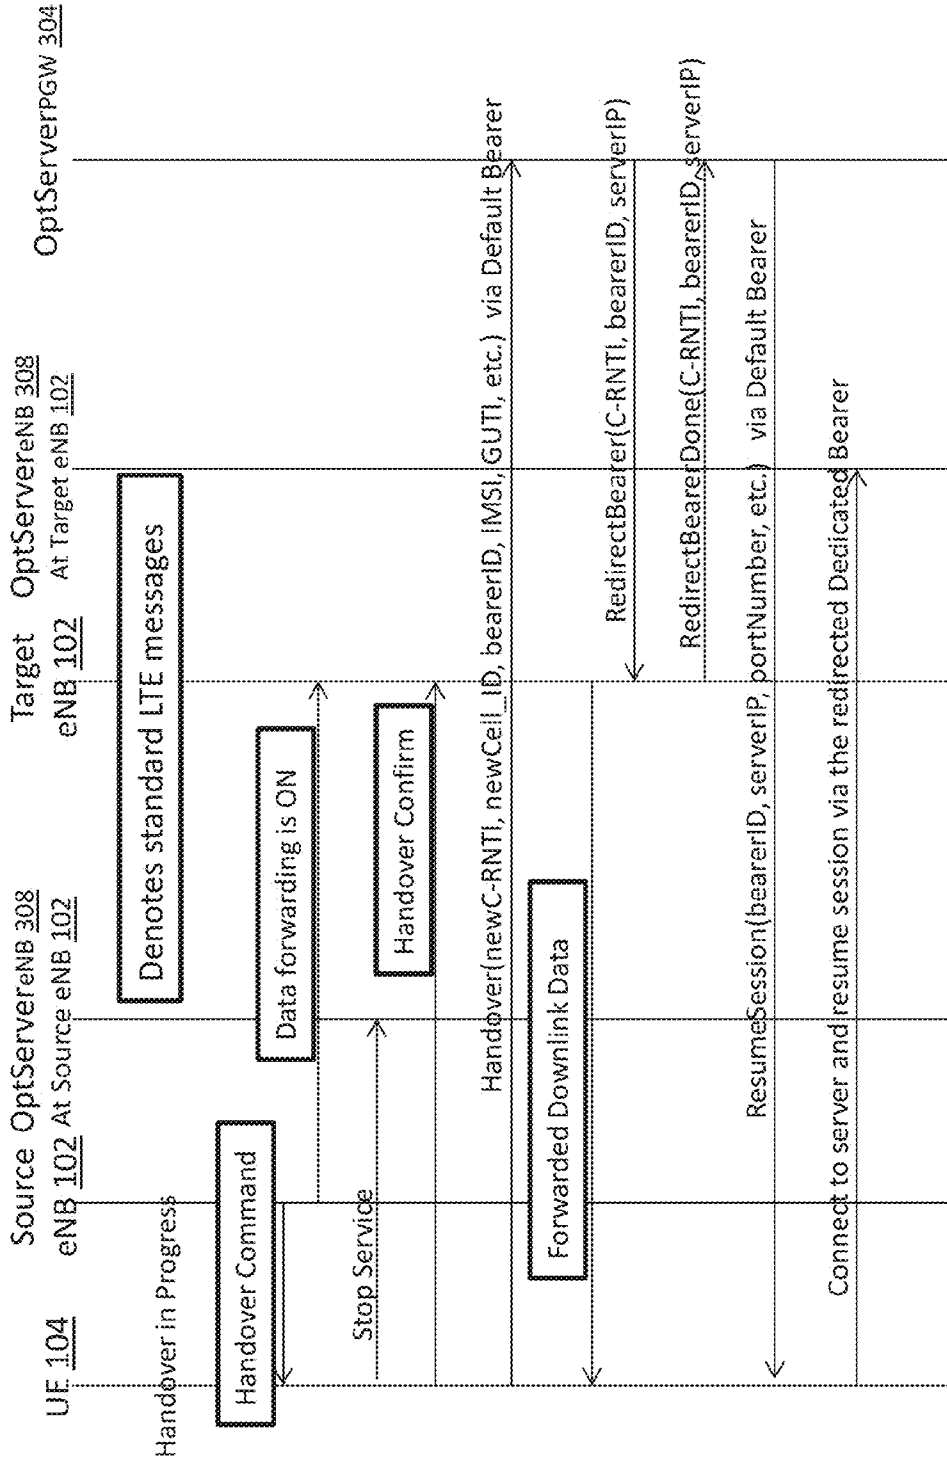 UE 104
Source
eNB 102
OptServereNB 308
At Source eNB 102
Target
eNB 102
OptServereNB 308
At Target eNB 102
OptServerPGW 304
Handover in Progress
Denotes standard LTE messages
Handover Command
Data forwarding is ON
Stop Service
Handover Confirm
Handover(newC-RNTI, newCell_ID, bearerID, IMSI, GUTI, etc.) via Default Bearer
Forwarded Downlink Data
RedirectBearer(C-RNTI, bearerID, serverIP)
RedirectBearerDone(C-RNTI, bearerID, serverIP)
ResumeSession(bearerID, serverIP, portNumber, etc.) via Default Bearer
Connect to server and resume session via the redirected Dedicated Bearer